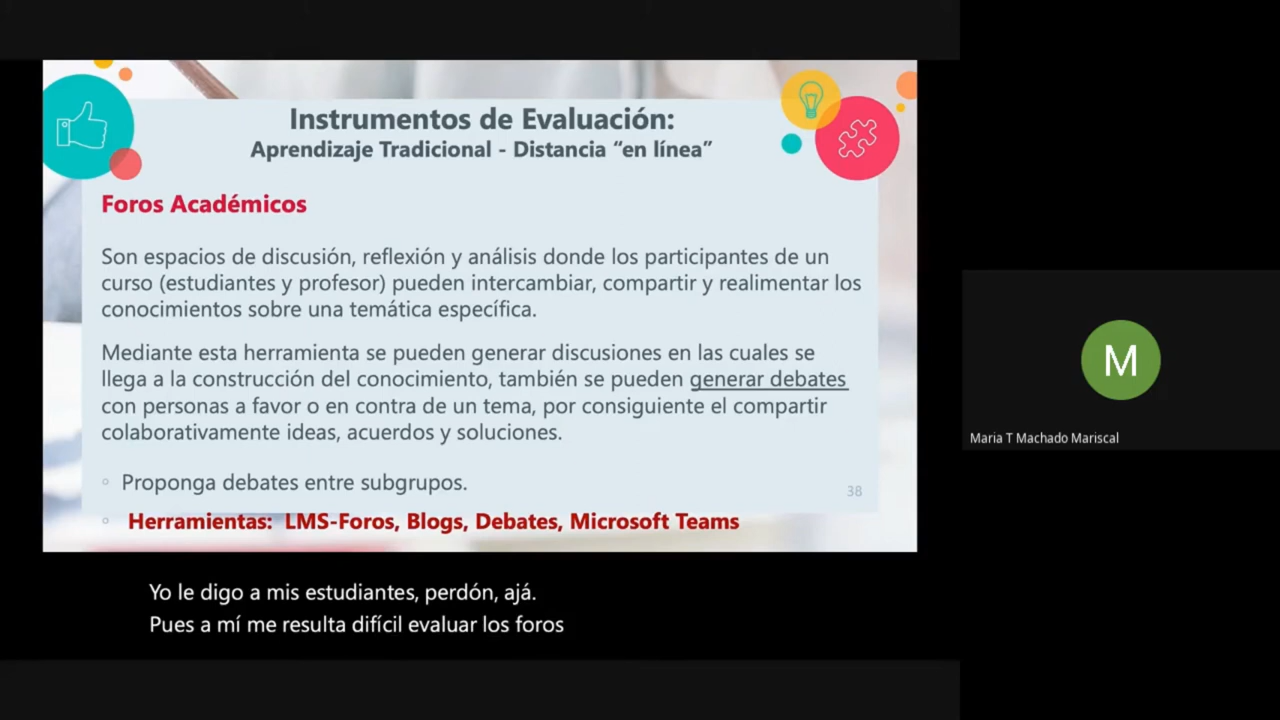 Instrumentos de Evaluación:
Aprendizaje Tradicional - Distancia “en línea”
Foros Académicos
Son espacios de discusión, reflexión y análisis donde los participantes de un
curso (estudiantes y profesor) pueden intercambiar, compartir y realimentar los
conocimientos sobre una temática específica.
Mediante esta herramienta se pueden generar discusiones en las cuales se
llega a la construcción del conocimiento, también se pueden generar debates
con personas a favor o en contra de un tema, por consiguiente el compartir
colaborativamente ideas, acuerdos y soluciones.
Proponga debates entre subgrupos.
38
Herramientas: LMS-Foros, Blogs, Debates, Microsoft Teams
M
Maria T Machado Mariscal
Yo le digo a mis estudiantes, perdón, ajá.
Pues a mí me resulta difícil evaluar los foros